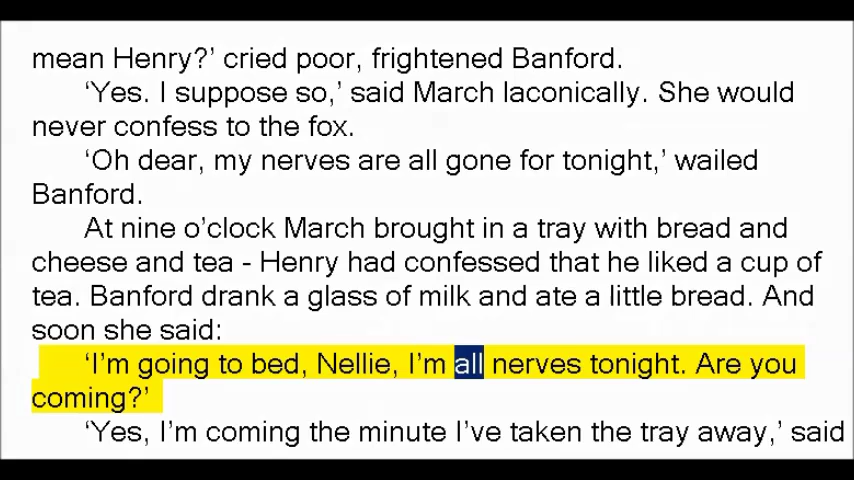 mean Henry?’ cried poor, frightened Banford.
‘Yes. I suppose so,’ said March laconically. She would
never confess to the fox.
‘Oh dear, my nerves are all gone for tonight,’ wailed
Banford.
At nine o’clock March brought in a tray with bread and
cheese and tea - Henry had confessed that he liked a cup of
tea. Banford drank a glass of milk and ate a little bread. And
soon she said:
‘I’m going to bed, Nellie, I’m all nerves tonight. Are you
coming?’
‘Yes, I’m coming the minute I’ve taken the tray away,’ said